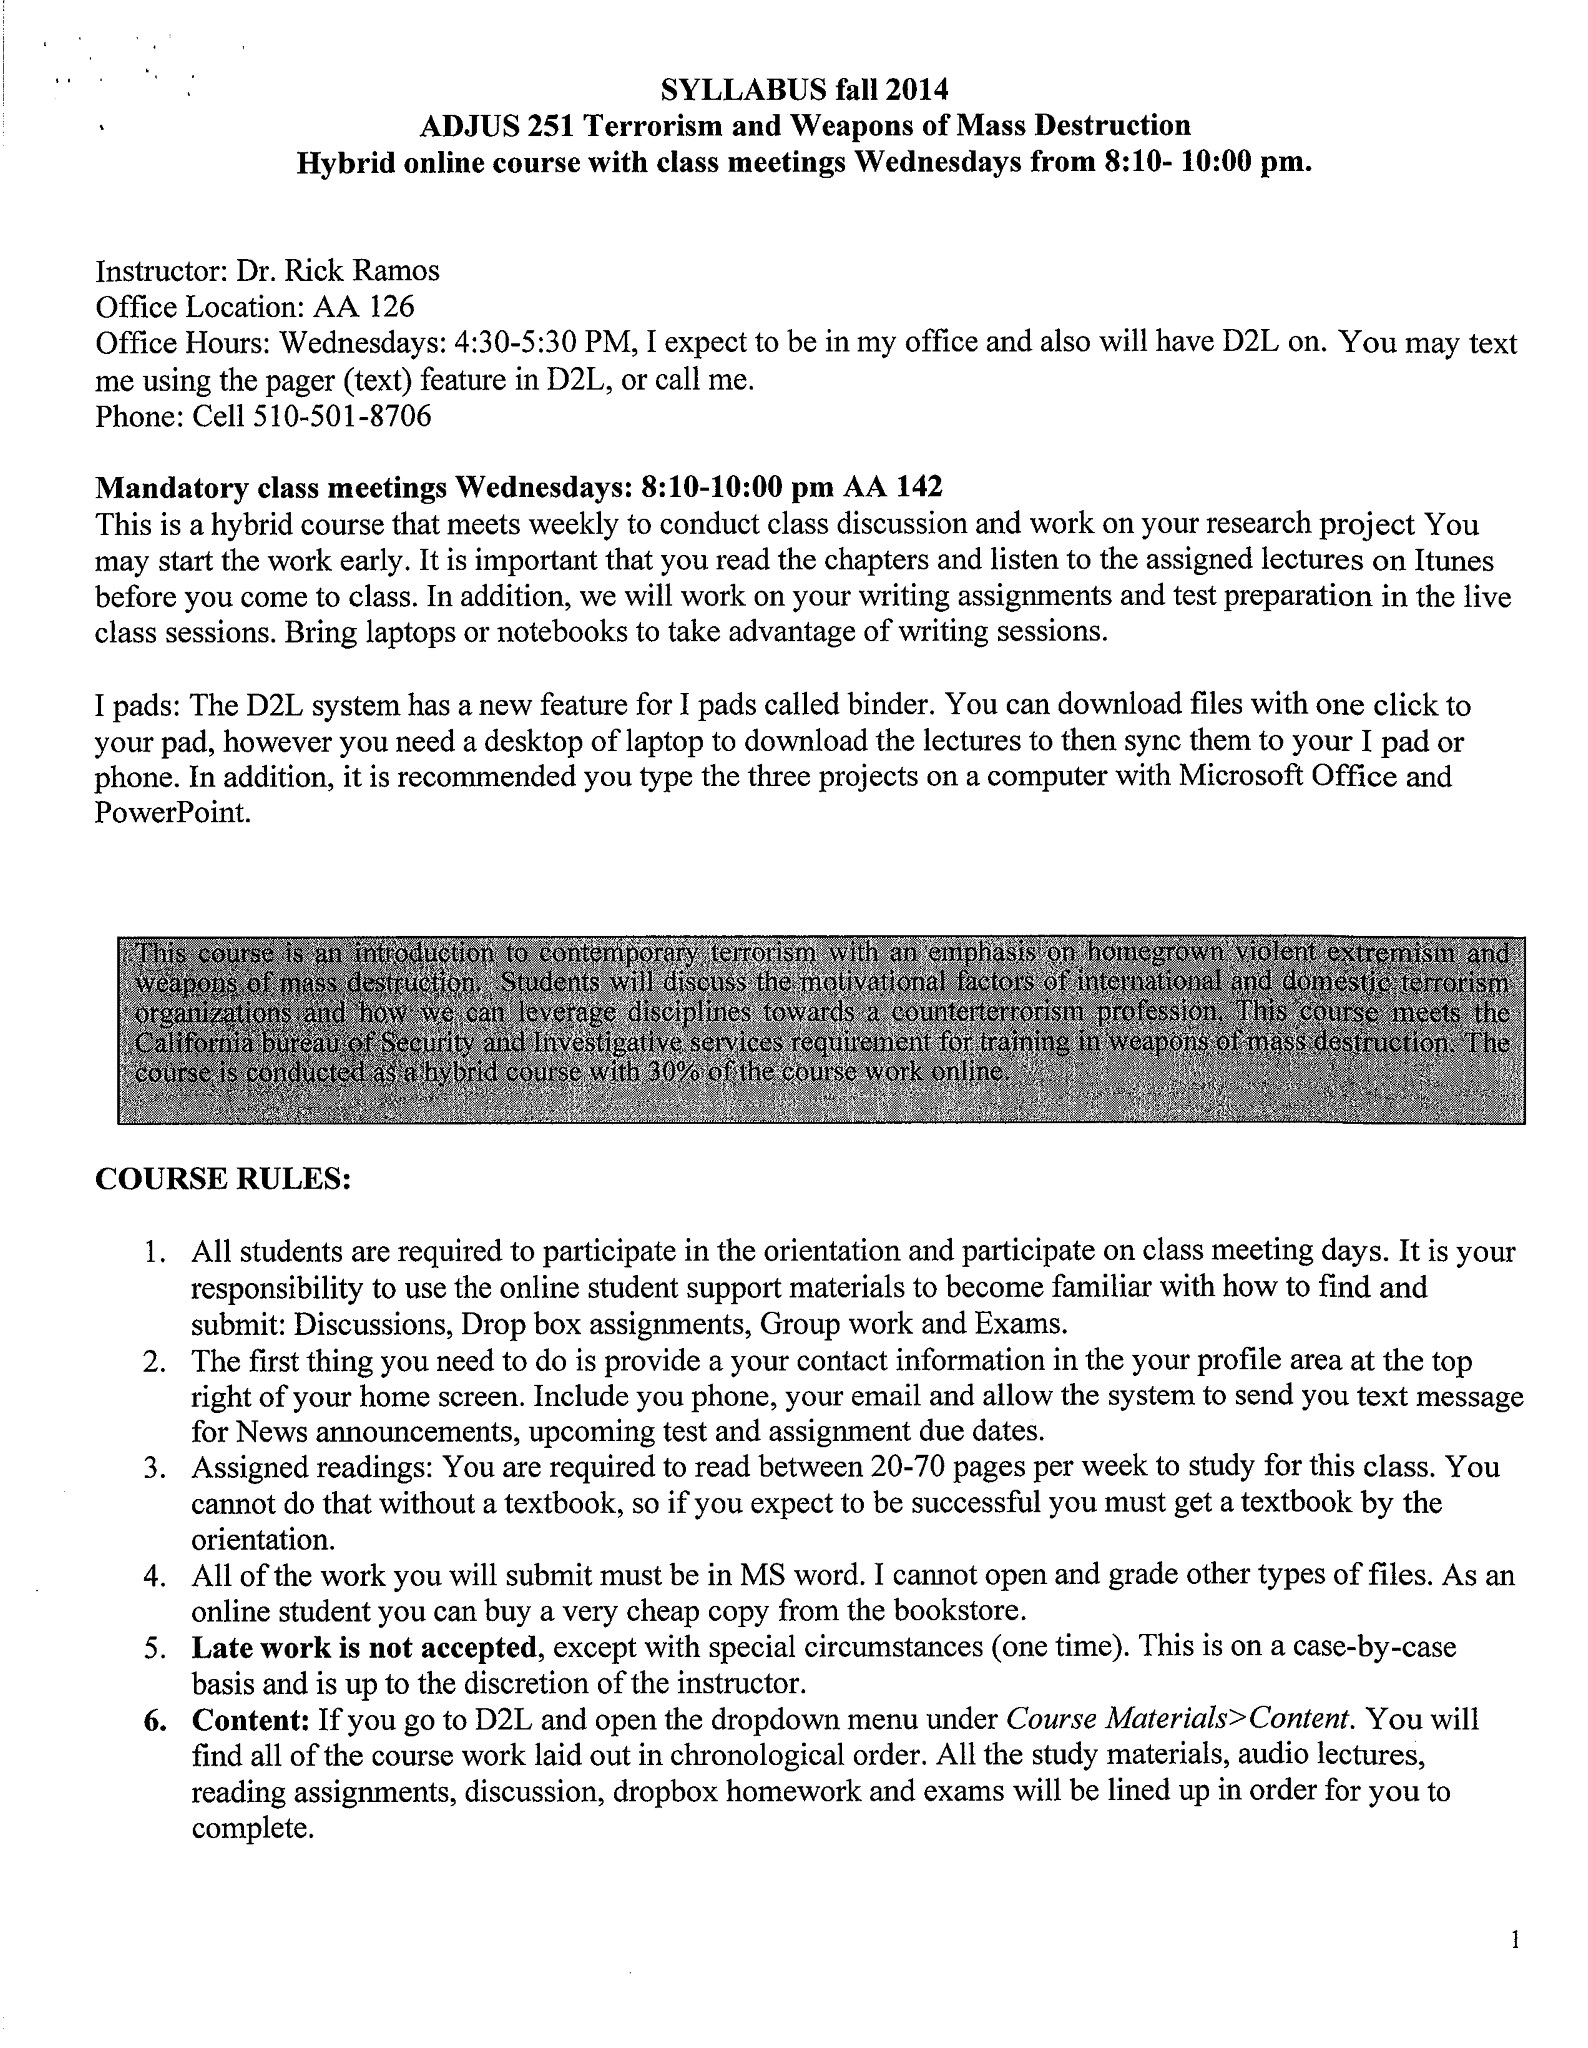 SYLLABUS fall 2014
ADJUS 251 Terrorism and Weapons of Mass Destruction
Hybrid online course with class meetings Wednesdays from 8:10- 10:00 pm.
Instructor: Dr. Rick Ramos
Office Location: AA 126
Office Hours: Wednesdays: 4:30-5:30 PM, I expect to be in my office and also will have D2L on. You may text
me using the pager (text) feature in D2L, or call me.
Phone: Cell 510-501-8706
Mandatory class meetings Wednesdays: 8:10-10:00 pm AA 142
This is a hybrid course that meets weekly to conduct class discussion and work on your research project You
may start the work early. It is important that you read the chapters and listen to the assigned lectures on Itunes
before you come to class. In addition, we will work on your writing assignments and test preparation in the live
class sessions. Bring laptops or notebooks to take advantage of writing sessions.
I pads: The D2L system has a new feature for I pads called binder. You can download files with one click to
your pad, however you need a desktop of laptop to download the lectures to then sync them to your I pad or
phone. In addition, it is recommended you type the three projects on a computer with Microsoft Office and
PowerPoint.
This course is an introduction to contemporary terrorism with an emphasis on homegrown violent extremism and
weapons of mass destruction. Students will discuss the motivational factors of international and domestic terrorism
organizations and how we can leverage disciplines towards a counterterrorism profession. This course meets the
California bureau of Security and Investigative services requirement for training in weapons of mass destruction. The
course is conducted as a hybrid course with 30% of the course work online.
COURSE RULES:
1. All students are required to participate in the orientation and participate on class meeting days. It is your
responsibility to use the online student support materials to become familiar with how to find and
submit: Discussions, Drop box assignments, Group work and Exams.
2. The first thing you need to do is provide a your contact information in the your profile area at the top
right of your home screen. Include you phone, your email and allow the system to send you text message
for News announcements, upcoming test and assignment due dates.
3. Assigned readings: You are required to read between 20-70 pages per week to study for this class. You
cannot do that without a textbook, so if you expect to be successful you must get a textbook by the
orientation.
4. All of the work you will submit must be in MS word. I cannot open and grade other types of files. As an
online student you can buy a very cheap copy from the bookstore.
5. Late work is not accepted, except with special circumstances (one time). This is on a case-by-case
basis and is up to the discretion of the instructor.
6. Content: If you go to D2L and open the dropdown menu under Course Materials>Content. You will
find all of the course work laid out in chronological order. All the study materials, audio lectures,
reading assignments, discussion, dropbox homework and exams will be lined up in order for you to
complete.
1